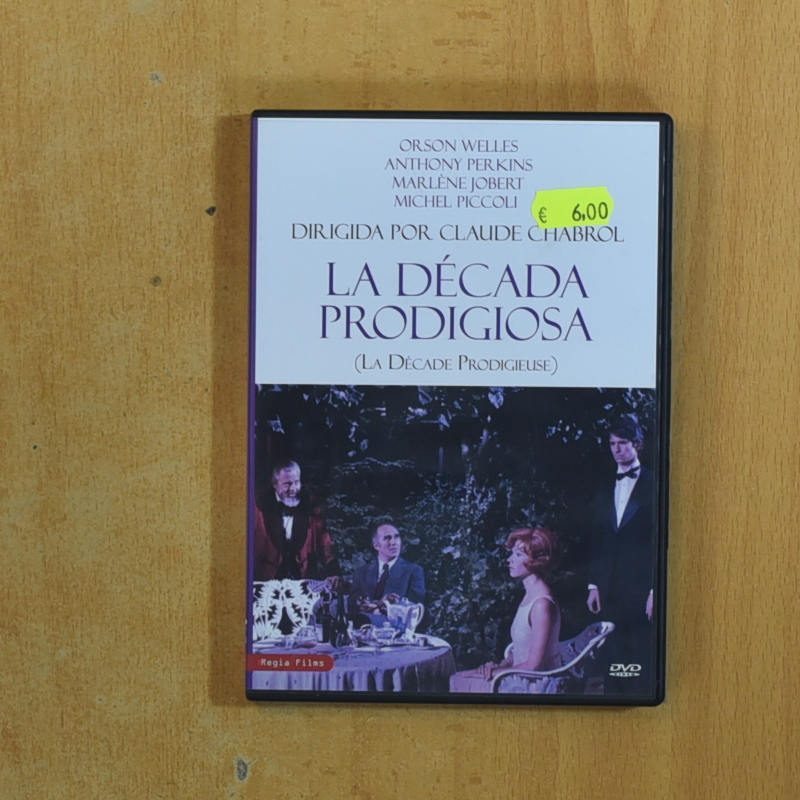 ORSON WELLES
ANTHONY PERKINS
MARLÈNE JOBERT
MICHEL PICCOLI
€ 6,00
DIRIGIDA POR CLAUDE CHABROL
LA DÉCADA
PRODIGIOSA
(LA DÉCADE PRODIGIEUSE)
Regia Films
DVD
VIDEO